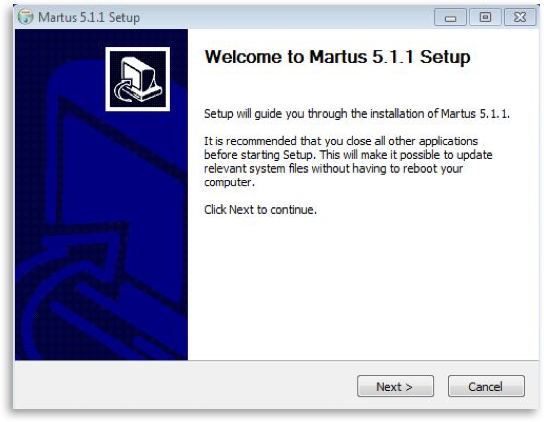 Martus 5.1.1 Setup
Welcome to Martus 5.1.1 Setup
Setup will guide you through the installation of Martus 5.1.1.
It is recommended that you close all other applications
before starting Setup. This will make it possible to update
relevant system files without having to reboot your
computer.
Click Next to continue.
Next >
Cancel